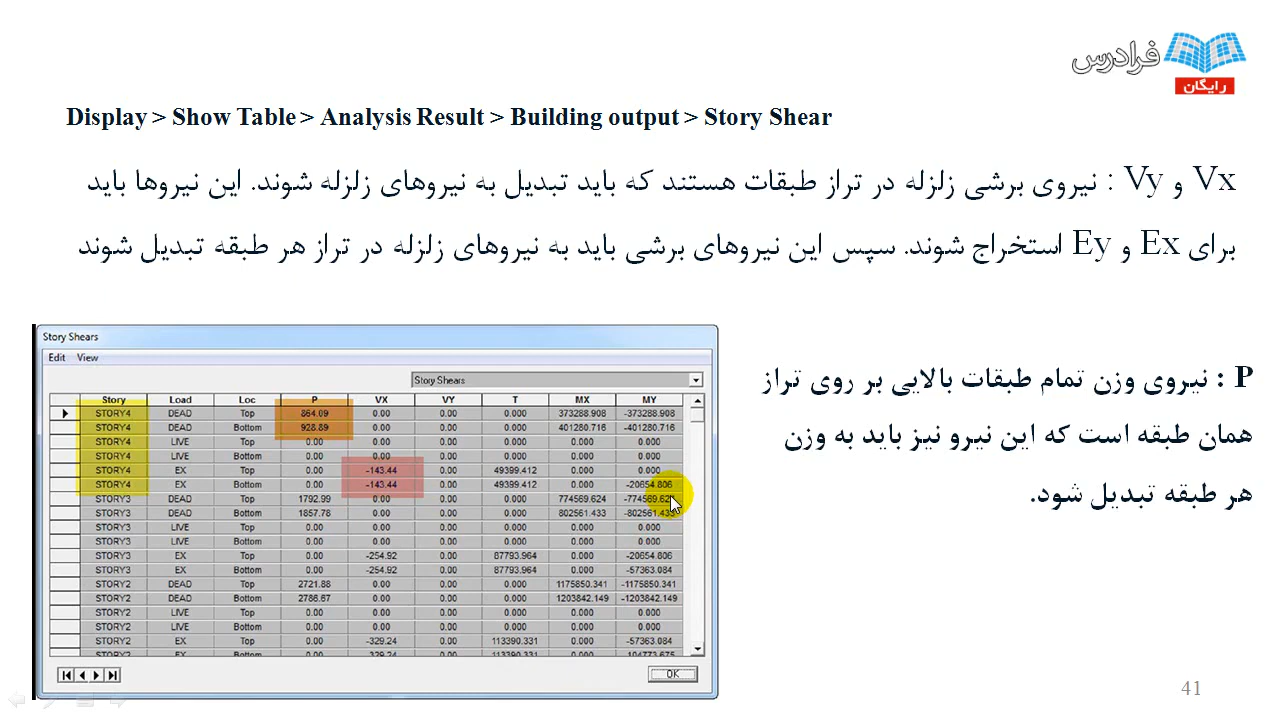 فرادرس
رایگان
Display > Show Table > Analysis Result > Building output > Story Shear
Vx و Vy : نیروی برشی زلزله در تراز طبقات هستند که باید تبدیل به نیروهای زلزله شوند. این نیروها باید
برای Ex و Ey استخراج شوند. سپس این نیروهای برشی باید به نیروهای زلزله در تراز هر طبقه تبدیل شوند
P : نیروی وزن تمام طبقات بالایی بر روی تراز
همان طبقه است که این نیرو نیز باید به وزن
هر طبقه تبدیل شود.
Story Shears
Edit View
Story Shears
Story Load Loc P VX VY T MX MY
STORY4 DEAD Top 864.09 0.00 0.00 0.000 373288.908 -373288.908
STORY4 DEAD Bottom 928.89 0.00 0.00 0.000 401280.716 -401280.716
STORY4 LIVE Top 0.00 0.00 0.00 0.000 0.000 0.000
STORY4 LIVE Bottom 0.00 0.00 0.00 0.000 0.000 0.000
STORY4 EX Top 0.00 -143.44 0.00 49399.412 0.000 0.000
STORY4 EX Bottom 0.00 -143.44 0.00 49399.412 0.000 -20654.806
STORY3 DEAD Top 1792.99 0.00 0.00 0.000 774569.624
STORY3 DEAD Bottom 1857.78 0.00 0.00 0.000 802561.433 -802561.433
STORY3 LIVE Top 0.00 0.00 0.00 0.000 0.000 0.000
STORY3 LIVE Bottom 0.00 0.00 0.00 0.000 0.000 0.000
STORY3 EX Top 0.00 -254.92 0.00 87793.964 0.000 -20654.806
STORY3 EX Bottom 0.00 -254.92 0.00 87793.964 0.000 -57363.084
STORY2 DEAD Top 2721.88 0.00 0.00 0.000 1175850.341 -1175850.341
STORY2 DEAD Bottom 2786.67 0.00 0.00 0.000 1203842.149 -1203842.149
STORY2 LIVE Top 0.00 0.00 0.00 0.000 0.000 0.000
STORY2 LIVE Bottom 0.00 0.00 0.00 0.000 0.000 0.000
STORY2 EX Top 0.00 -329.24 0.00 113390.331 0.000 -57363.084
STORY2 EX Bottom 0.00 329.24 0.00 113390.331 0.000
OK
41